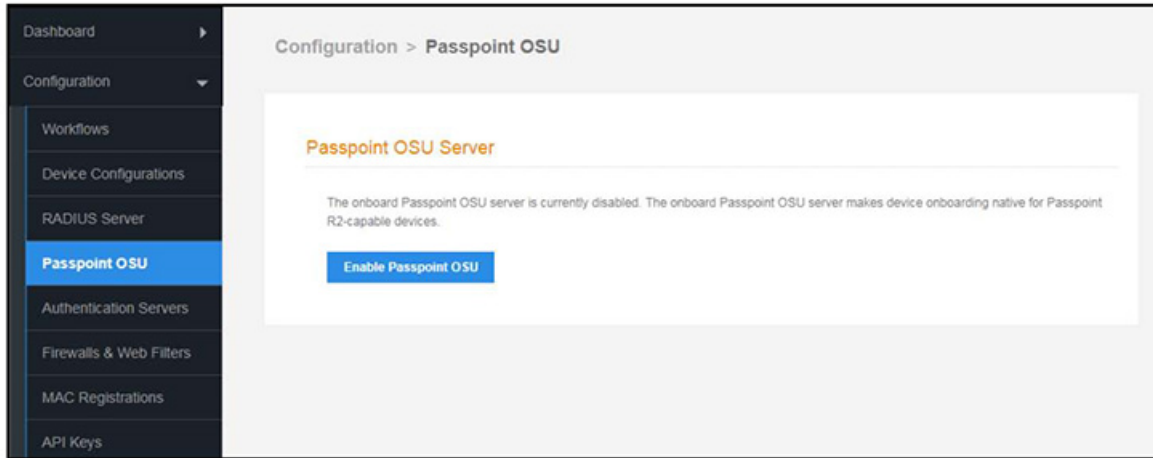 Dashboard
Configuration
Workflows
Device Configurations
RADIUS Server
Passpoint OSU
Authentication Servers
Firewalls & Web Filters
MAC Registrations
API Keys
Configuration > Passpoint OSU
Passpoint OSU Server
The onboard Passpoint OSU server is currently disabled. The onboard Passpoint OSU server makes device onboarding native for Passpoint
R2-capable devices.
Enable Passpoint OSU